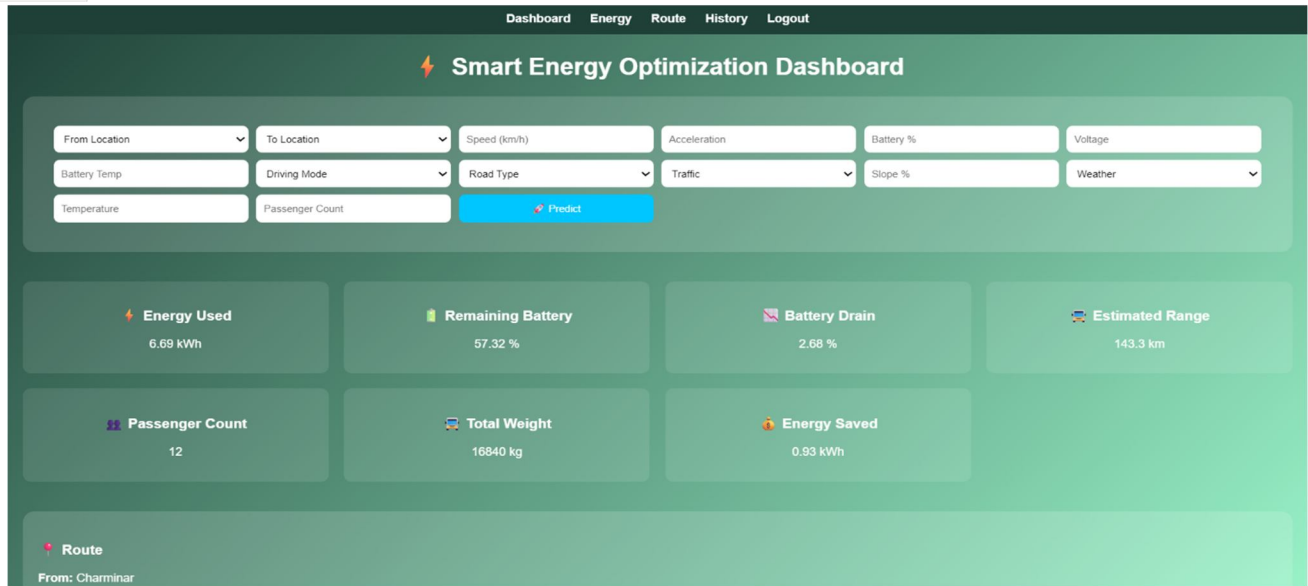 Dashboard Energy Route History Logout
Smart Energy Optimization Dashboard
From Location To Location Speed (km/h) Acceleration Battery % Voltage
Battery Temp Driving Mode Road Type Traffic Slope % Weather
Temperature Passenger Count Predict
Energy Used Remaining Battery Battery Drain Estimated Range
6.69 kWh 57.32 % 2.68 % 143.3 km
Passenger Count Total Weight Energy Saved
12 16840 kg 0.93 kWh
Route
From: Charminar